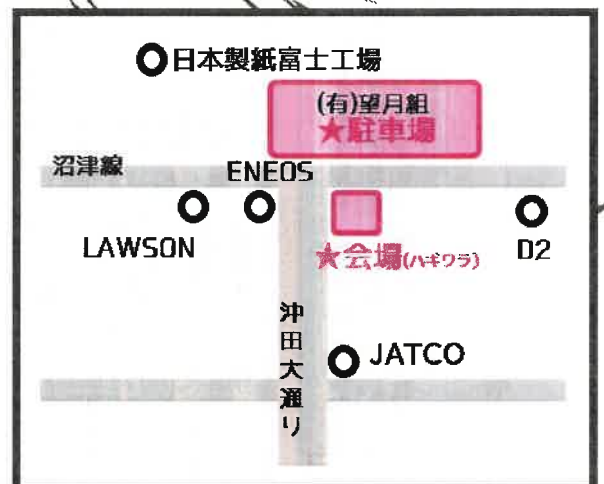 日本製紙富士工場
(有)望月組
★駐車場
沼津線
ENEOS
LAWSON
★会場(ハギワラ)
D2
沖田大通り
JATCO